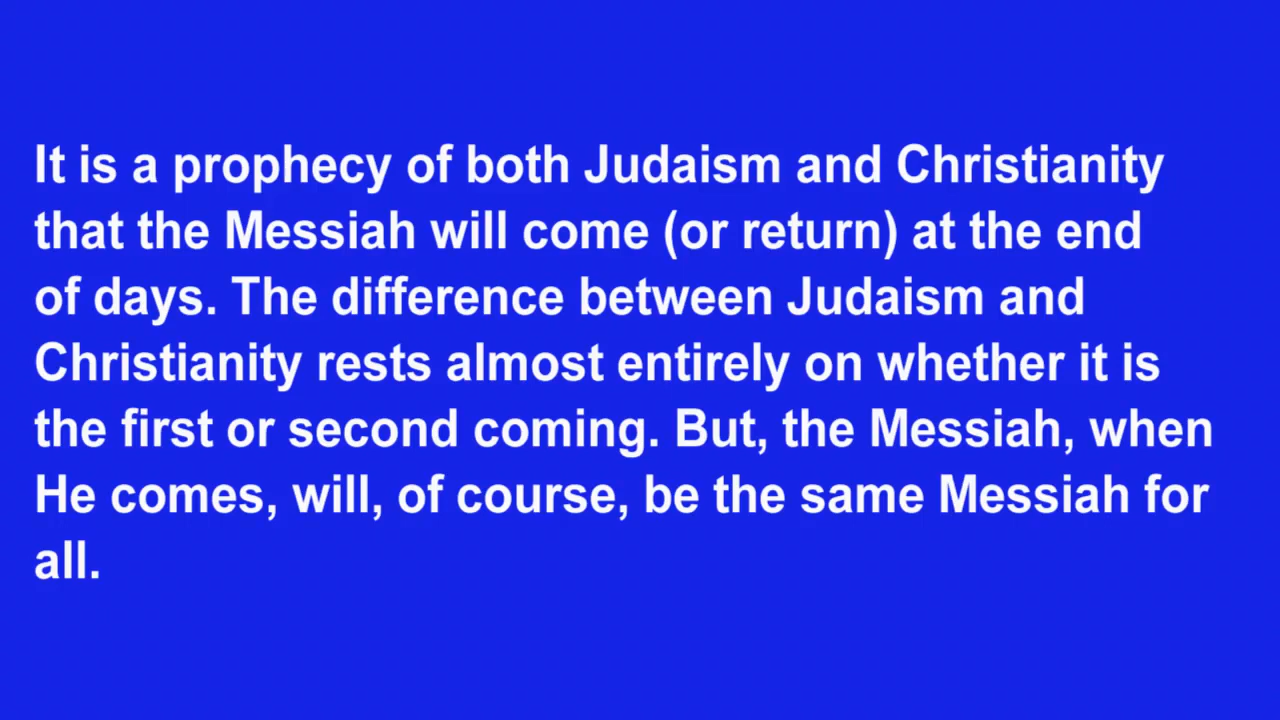 It is a prophecy of both Judaism and Christianity
that the Messiah will come (or return) at the end
of days. The difference between Judaism and
Christianity rests almost entirely on whether it is
the first or second coming. But, the Messiah, when
He comes, will, of course, be the same Messiah for
all.